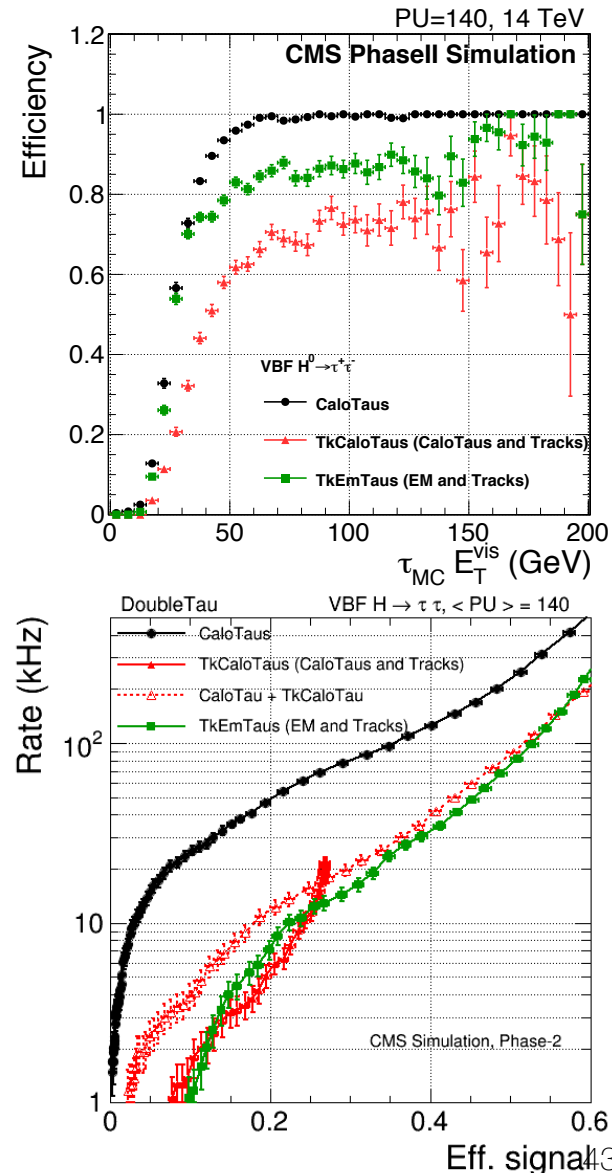 PU=140, 14 TeV
CMS PhaseII Simulation
Efficiency
1.2
1
0.8
0.6
0.4
0.2
0
VBF H⁰→τ⁺τ⁻
CaloTaus
TkCaloTaus (CaloTaus and Tracks)
TkEmTaus (EM and Tracks)
0 50 100 150 200
τ_MC E_T^vis (GeV)
DoubleTau VBF H → τ τ, < PU > = 140
CaloTaus
TkCaloTaus (CaloTaus and Tracks)
CaloTau + TkCaloTau
TkEmTaus (EM and Tracks)
Rate (kHz)
10²
10
1
CMS Simulation, Phase-2
0 0.2 0.4 0.6
Eff. signal
43